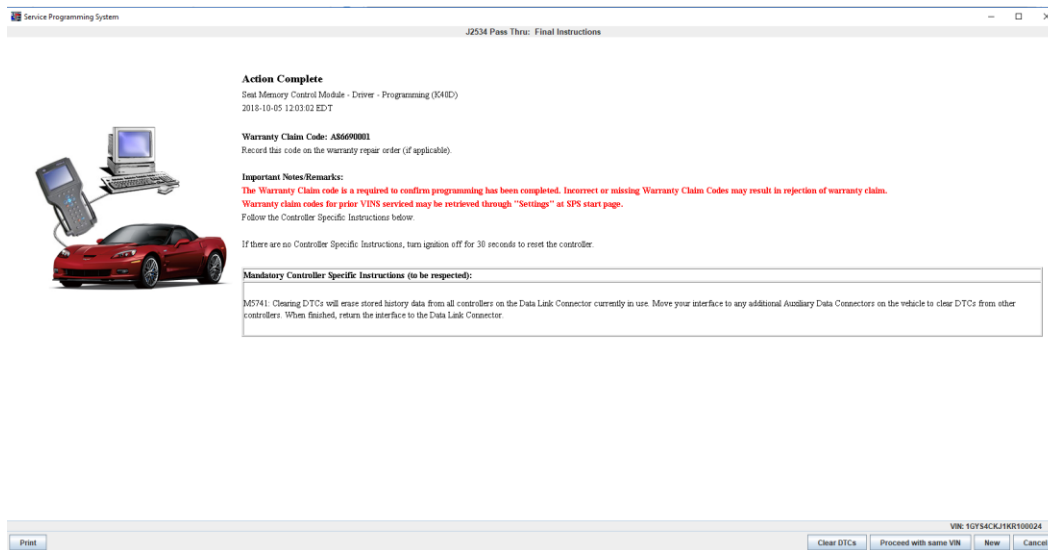 Service Programming System
J2534 Pass Thru: Final Instructions
Action Complete
Seat Memory Control Module - Driver - Programming (K40D)
2018-10-05 12:03:02 EDT
Warranty Claim Code: A86690001
Record this code on the warranty repair order (if applicable).
Important Notes/Remarks:
The Warranty Claim code is a required to confirm programming has been completed. Incorrect or missing Warranty Claim Codes may result in rejection of warranty claim.
Warranty claim codes for prior VINS serviced may be retrieved through "Settings" at SPS start page.
Follow the Controller Specific Instructions below.
If there are no Controller Specific Instructions, turn ignition off for 30 seconds to reset the controller.
Mandatory Controller Specific Instructions (to be respected):
M5741: Clearing DTCs will erase stored history data from all controllers on the Data Link Connector currently in use. Move your interface to any additional Auxiliary Data Connectors on the vehicle to clear DTCs from other
controllers. When finished, return the interface to the Data Link Connector.
VIN: 1GYS4CKJ1KR100024
Print Clear DTCs Proceed with same VIN New Cancel